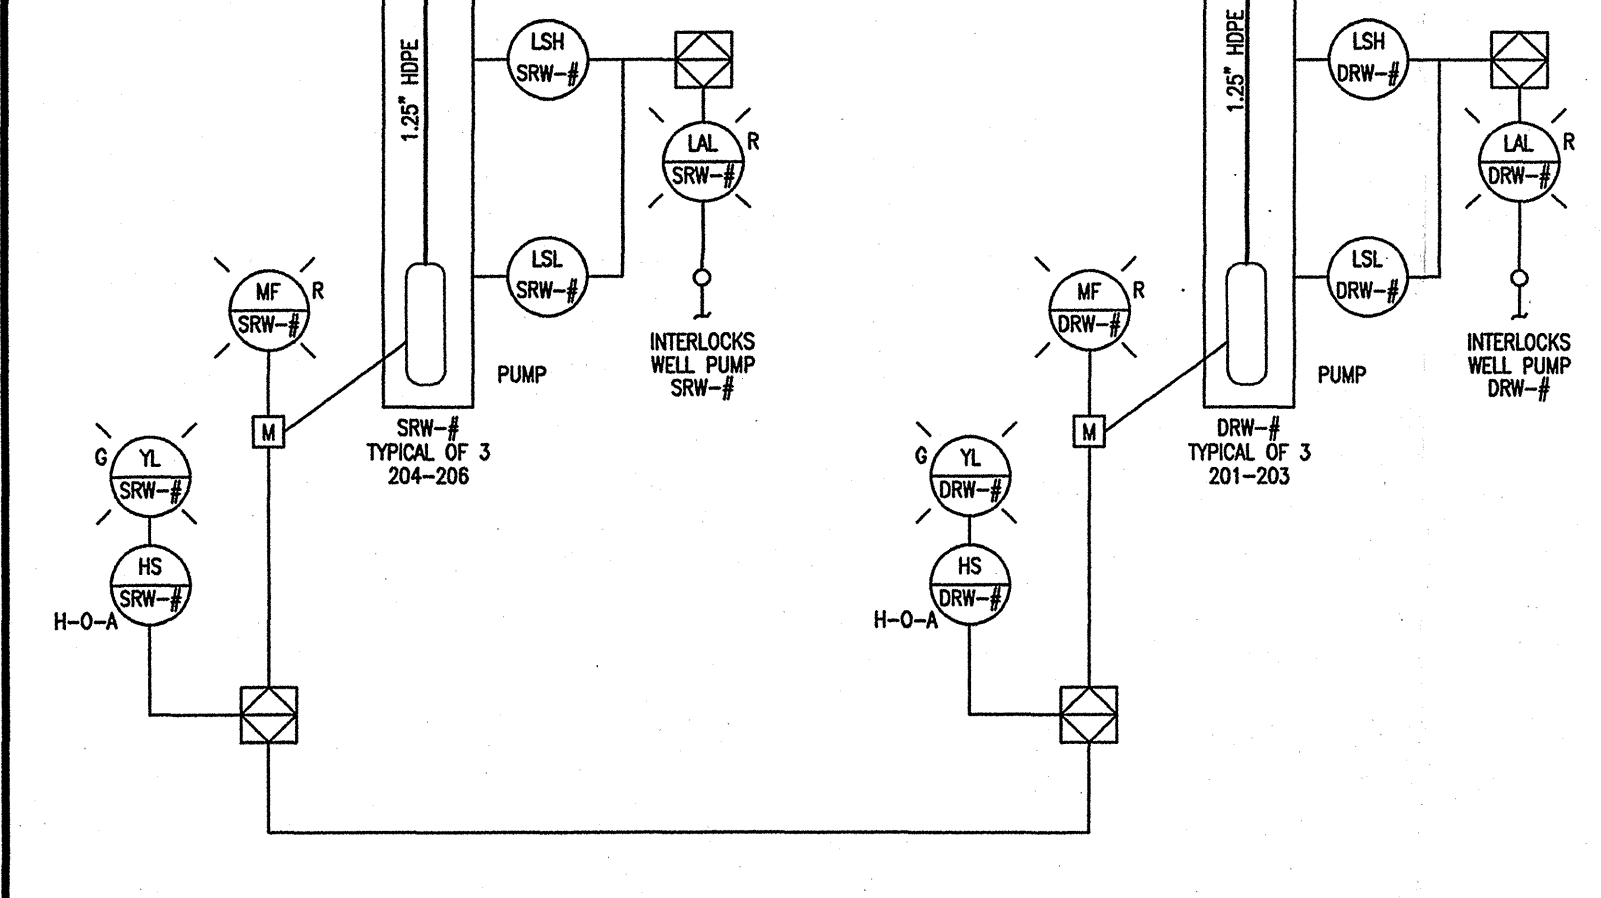 1.25" HDPE
LSH
SRW-#
LAL
SRW-#
R
LSL
SRW-#
MF
SRW-#
R
INTERLOCKS
WELL PUMP
SRW-#
PUMP
M
SRW-#
TYPICAL OF 3
204-206
G
YL
SRW-#
HS
SRW-#
H-O-A
1.25" HDPE
LSH
DRW-#
LAL
DRW-#
R
LSL
DRW-#
MF
DRW-#
R
INTERLOCKS
WELL PUMP
DRW-#
PUMP
M
DRW-#
TYPICAL OF 3
201-203
G
YL
DRW-#
HS
DRW-#
H-O-A